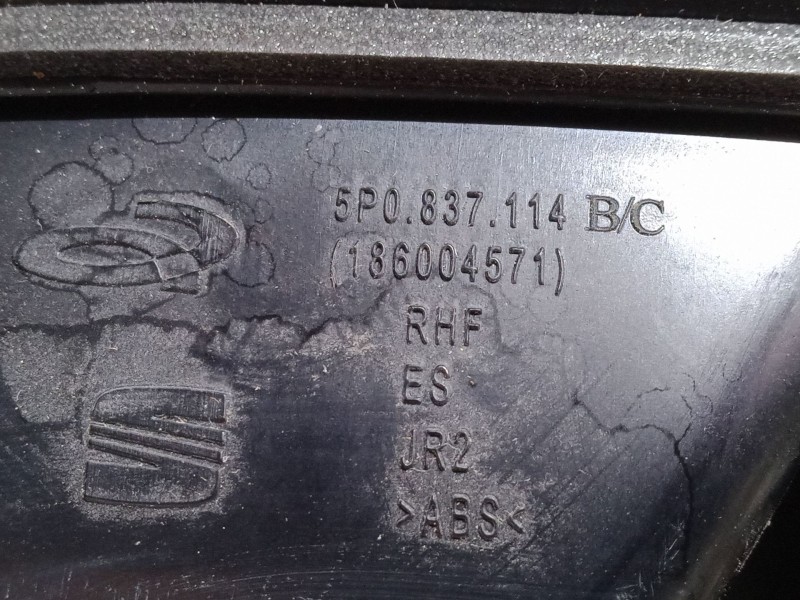 5P0.837.114 B/C
(186004571)
RHF
ES
JR2
>ABS<